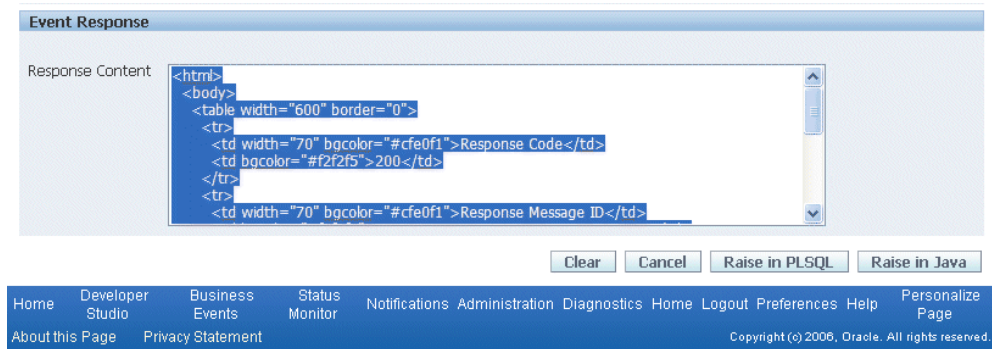 Event Response
Response Content
<html>
<body>
<table width="600" border="0">
<tr>
<td width="70" bgcolor="#cfe0f1">Response Code</td>
<td bgcolor="#f2f2f5">200</td>
</tr>
<tr>
<td width="70" bgcolor="#cfe0f1">Response Message ID</td>
Clear Cancel Raise in PLSQL Raise in Java
Home Developer Studio Business Events Status Monitor Notifications Administration Diagnostics Home Logout Preferences Help Personalize Page
About this Page Privacy Statement Copyright (c) 2006, Oracle. All rights reserved.